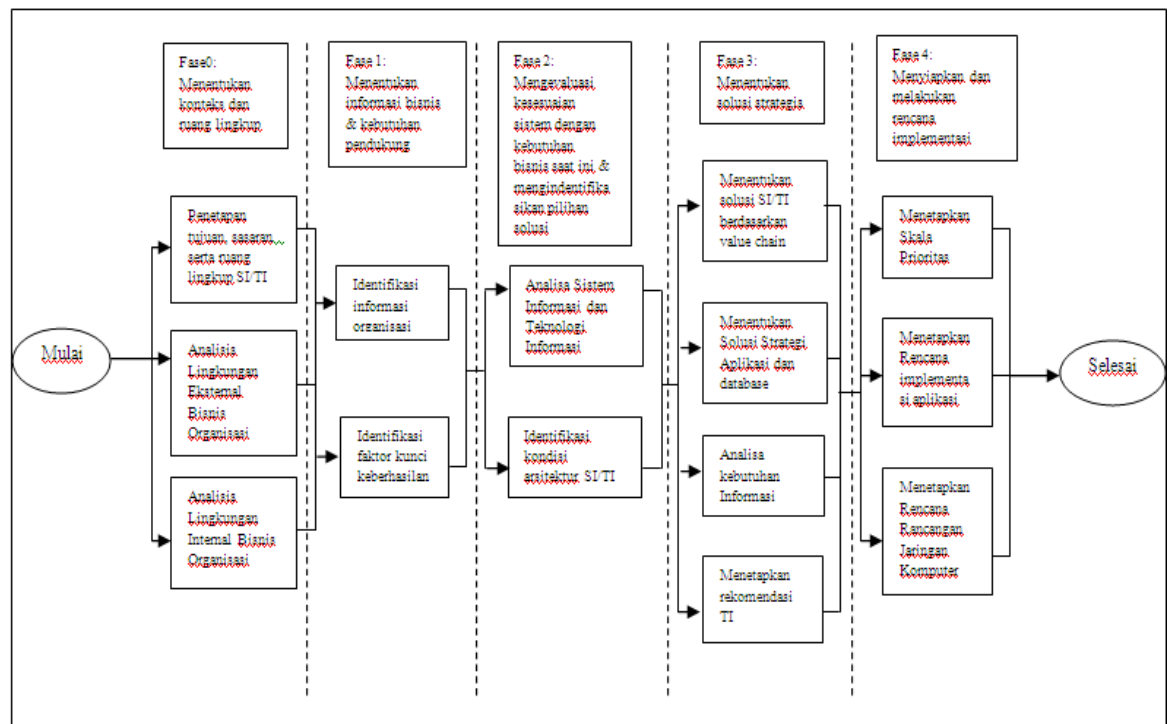 Fase0:
Menentukan
konteks dan
ruang lingkup
Fase 1:
Menentukan
informasi bisnis
& kebutuhan
pendukung
Fase 2:
Mengevaluasi
kesesuaian
sistem dengan
kebutuhan
bisnis saat ini &
mengindentifika
sikan pilihan
solusi
Fase 3:
Menentukan
solusi strategis
Fase 4:
Menyiapkan dan
melakukan
rencana
implementasi
Mulai
Penetapan
tujuan, sasaran,
serta ruang
lingkup SI/TI
Analisis
Lingkungan
Eksternal
Bisnis
Organisasi
Analisis
Lingkungan
Internal Bisnis
Organisasi
Identifikasi
informasi
organisasi
Identifikasi
faktor kunci
keberhasilan
Analisa Sistem
Informasi dan
Teknologi
Informasi
Identifikasi
kondisi
arsitektur SI/TI
Menentukan
solusi SI/TI
berdasarkan
value chain
Menentukan
Solusi Strategi
Aplikasi dan
database
Analisa
kebutuhan
Informasi
Menetapkan
rekomendasi
TI
Menetapkan
Skala
Prioritas
Menetapkan
Rencana
implementa
si aplikasi
Menetapkan
Rencana
Rancangan
Jaringan
Komputer
Selesai